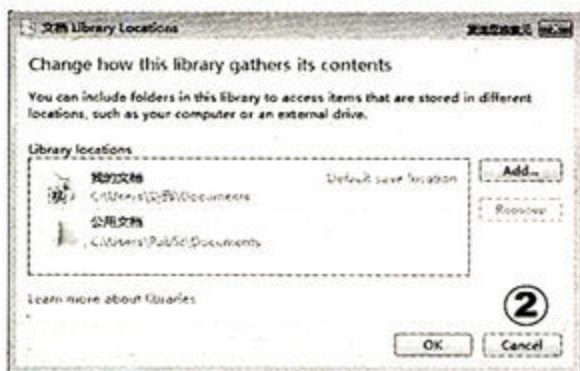 文档 Library Locations
Change how this library gathers its contents
You can include folders in this library to access items that are stored in different
locations, such as your computer or an external drive.
Library locations
我的文档 Default save location
Add...
公用文档
C:\Users\Public\Documents
Remove
Learn more about libraries
②
OK Cancel